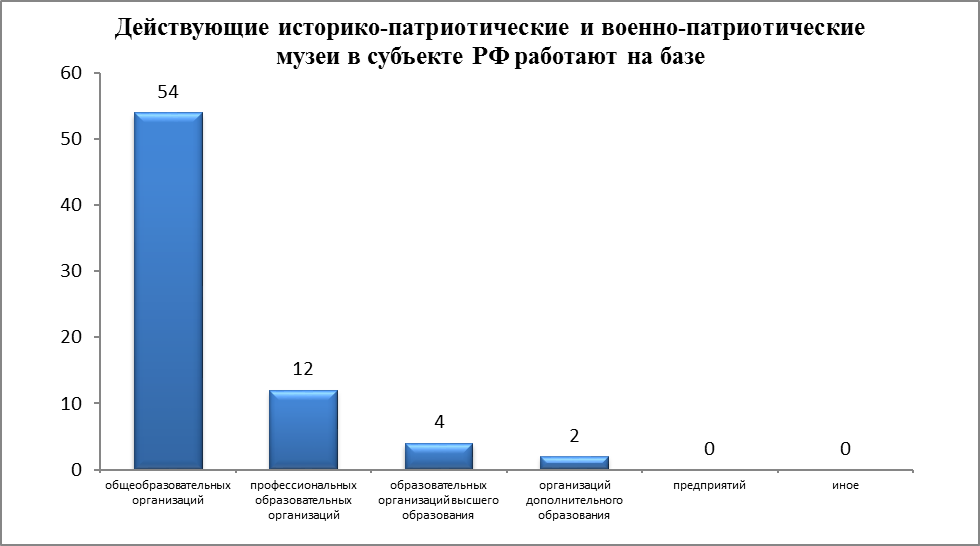 Действующие историко-патриотические и военно-патриотические
музеи в субъекте РФ работают на базе
60
50
40
30
20
10
0
54
12
4
2
0
0
общеобразовательных
организаций
профессиональных
образовательных
организаций
образовательных
организаций высшего
образования
организаций
дополнительного
образования
предприятий
иное